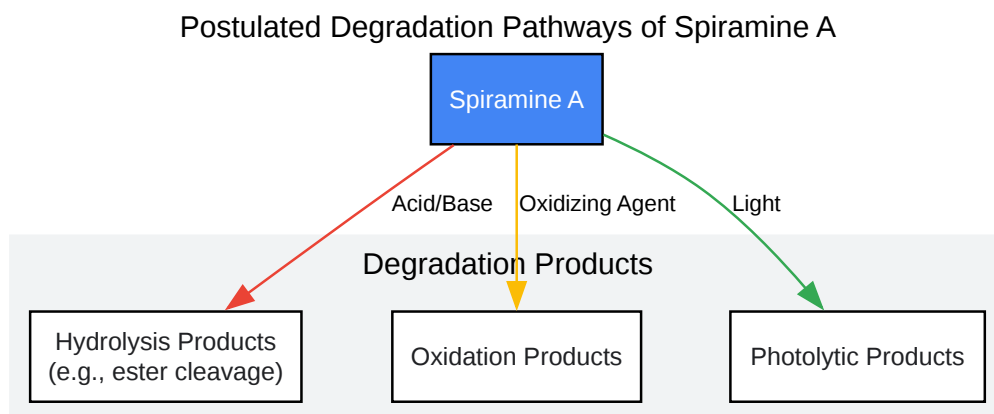 Postulated Degradation Pathways of Spiramine A
Spiramine A
Acid/Base
Oxidizing Agent
Light
Degradation Products
Hydrolysis Products
(e.g., ester cleavage)
Oxidation Products
Photolytic Products